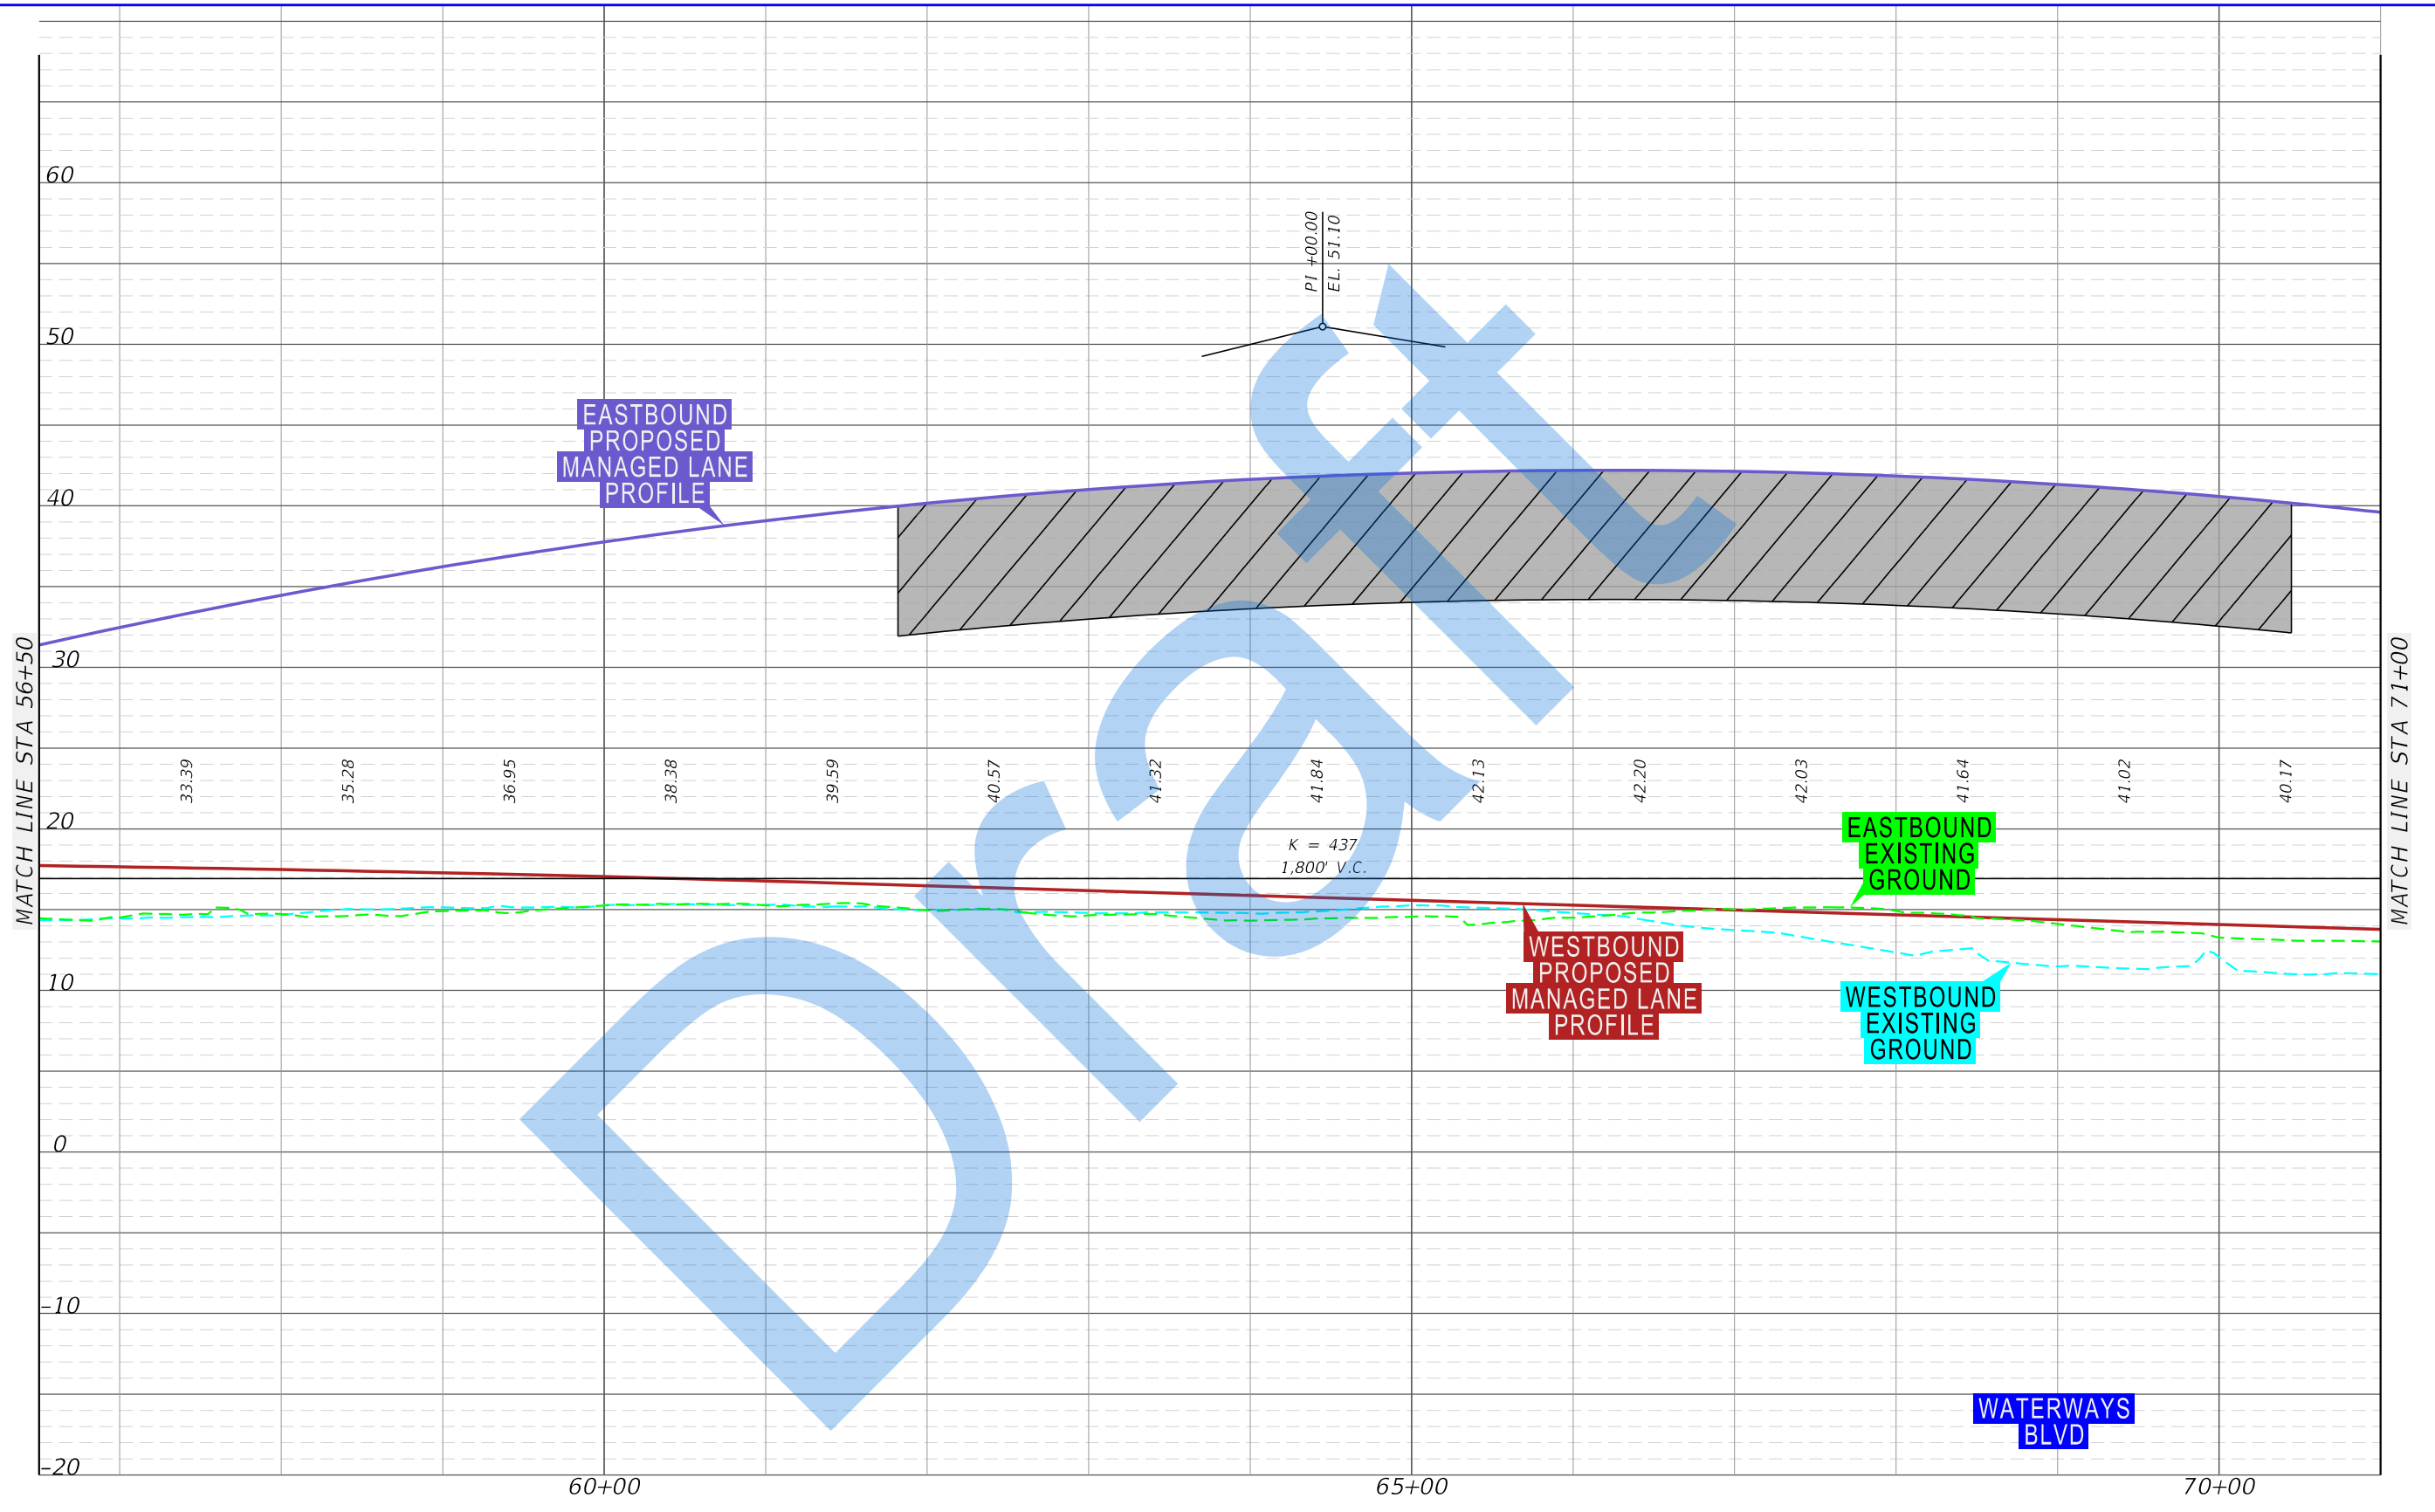 60
50
40
30
20
10
0
-10
-20
MATCH LINE STA 56+50
MATCH LINE STA 71+00
PI +00.00
EL. 51.10
EASTBOUND
PROPOSED
MANAGED LANE
PROFILE
33.39
35.28
36.95
38.38
39.59
40.57
41.32
41.84
42.13
42.20
42.03
41.64
41.02
40.17
K = 437
1,800' V.C.
EASTBOUND
EXISTING
GROUND
WESTBOUND
PROPOSED
MANAGED LANE
PROFILE
WESTBOUND
EXISTING
GROUND
Draft
WATERWAYS
BLVD
60+00
65+00
70+00